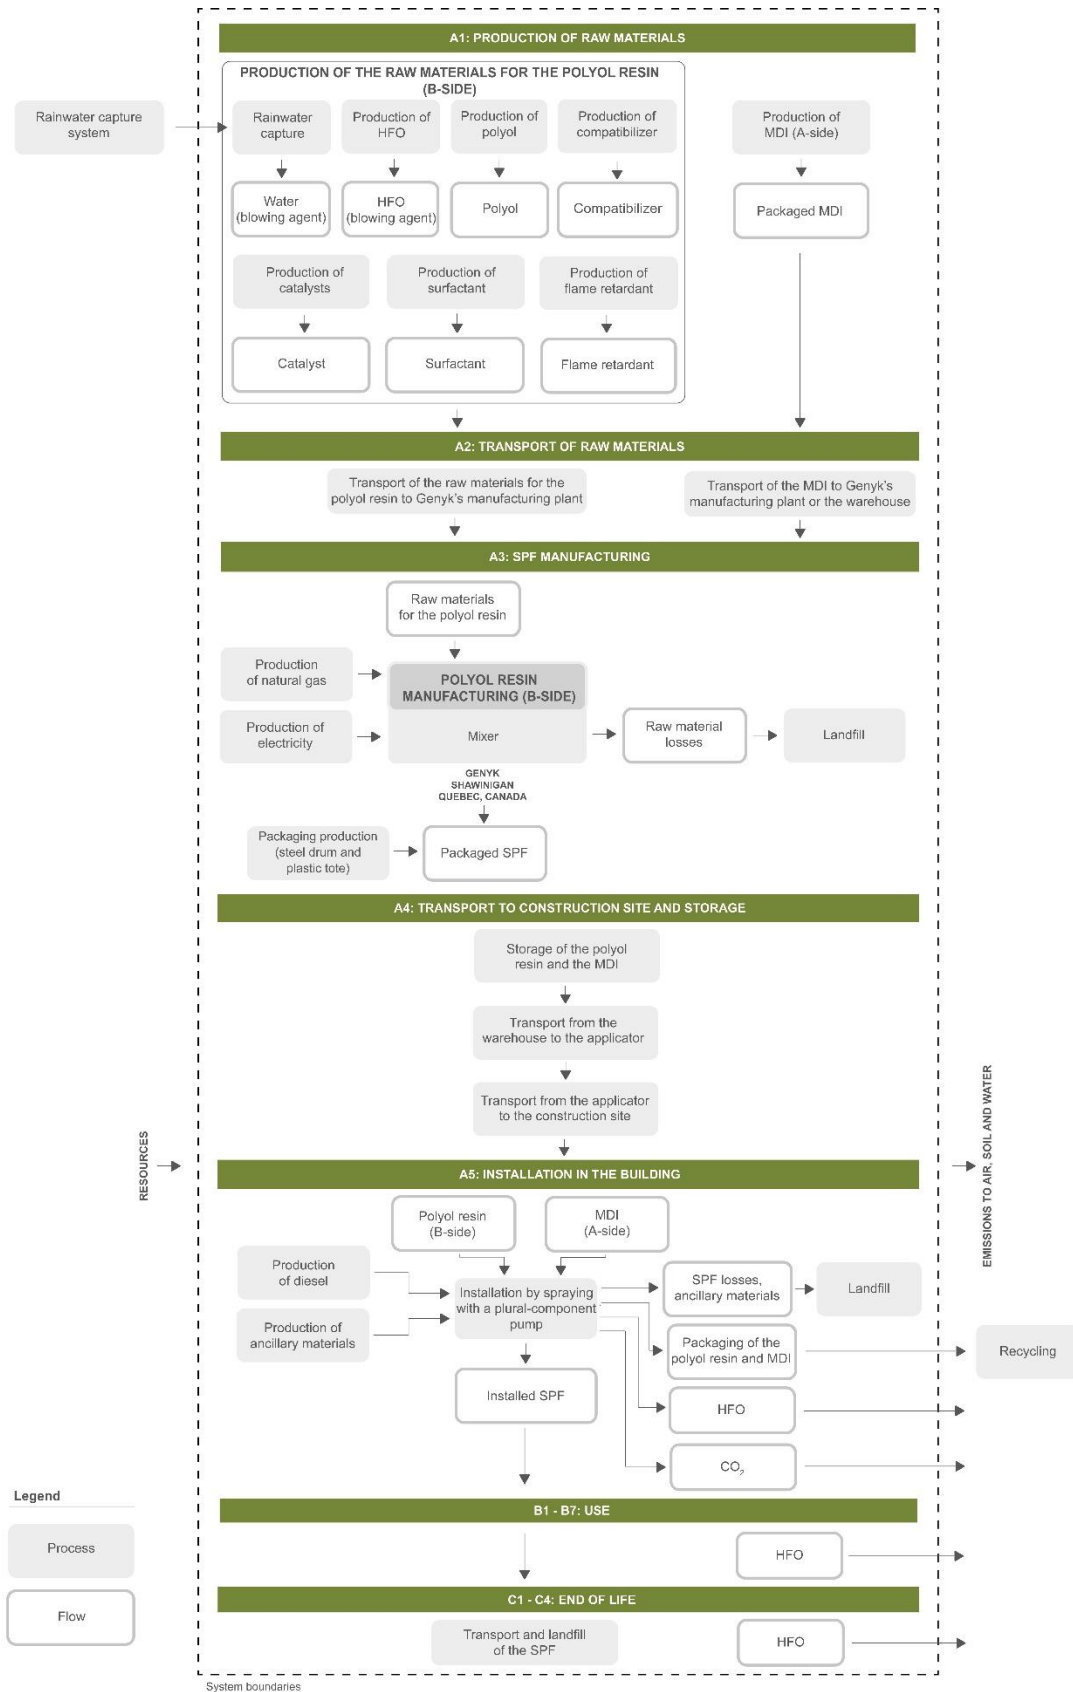 A1: PRODUCTION OF RAW MATERIALS
PRODUCTION OF THE RAW MATERIALS FOR THE POLYOL RESIN
(B-SIDE)
Rainwater capture
system
Rainwater
capture
Production of
HFO
Production of
polyol
Production of
compatibilizer
Production of
MDI (A-side)
Water
(blowing agent)
HFO
(blowing agent)
Polyol
Compatibilizer
Packaged MDI
Production of
catalysts
Production of
surfactant
Production of
flame retardant
Catalyst
Surfactant
Flame retardant
A2: TRANSPORT OF RAW MATERIALS
Transport of the raw materials for the
polyol resin to Genyk's manufacturing plant
Transport of the MDI to Genyk's
manufacturing plant or the warehouse
A3: SPF MANUFACTURING
Raw materials
for the polyol resin
Production
of natural gas
POLYOL RESIN
MANUFACTURING (B-SIDE)
Production of
electricity
Mixer
Raw material
losses
Landfill
GENYK
SHAWINIGAN
QUEBEC, CANADA
Packaging production
(steel drum and
plastic tote)
Packaged SPF
A4: TRANSPORT TO CONSTRUCTION SITE AND STORAGE
Storage of the polyol
resin and the MDI
Transport from the
warehouse to the applicator
Transport from the applicator
to the construction site
RESOURCES
EMISSIONS TO AIR, SOIL AND WATER
A5: INSTALLATION IN THE BUILDING
Polyol resin
(B-side)
MDI
(A-side)
Production
of diesel
Production of
ancillary materials
Installation by spraying
with a plural-component
pump
SPF losses,
ancillary materials
Landfill
Packaging of the
polyol resin and MDI
Recycling
Installed SPF
HFO
CO₂
B1 - B7: USE
HFO
C1 - C4: END OF LIFE
Transport and landfill
of the SPF
HFO
Legend
Process
Flow
System boundaries